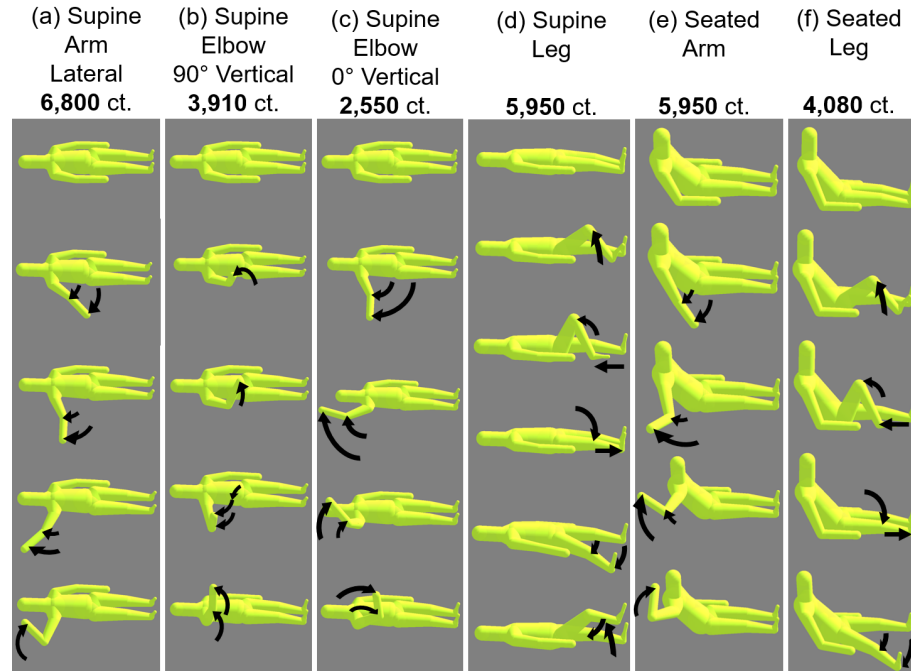 (a) Supine
Arm
Lateral
6,800 ct.
(b) Supine
Elbow
90° Vertical
3,910 ct.
(c) Supine
Elbow
0° Vertical
2,550 ct.
(d) Supine
Leg
5,950 ct.
(e) Seated
Arm
5,950 ct.
(f) Seated
Leg
4,080 ct.